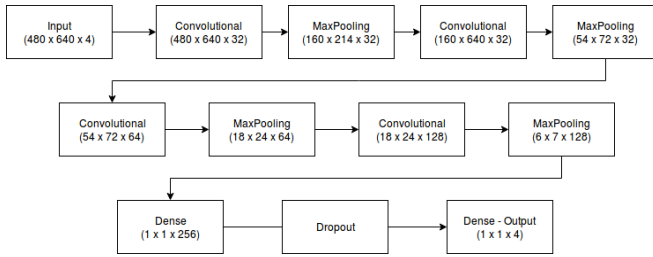 Input
(480 x 640 x 4)
Convolutional
(480 x 640 x 32)
MaxPooling
(160 x 214 x 32)
Convolutional
(160 x 640 x 32)
MaxPooling
(54 x 72 x 32)
Convolutional
(54 x 72 x 64)
MaxPooling
(18 x 24 x 64)
Convolutional
(18 x 24 x 128)
MaxPooling
(6 x 7 x 128)
Dense
(1 x 1 x 256)
Dropout
Dense - Output
(1 x 1 x 4)